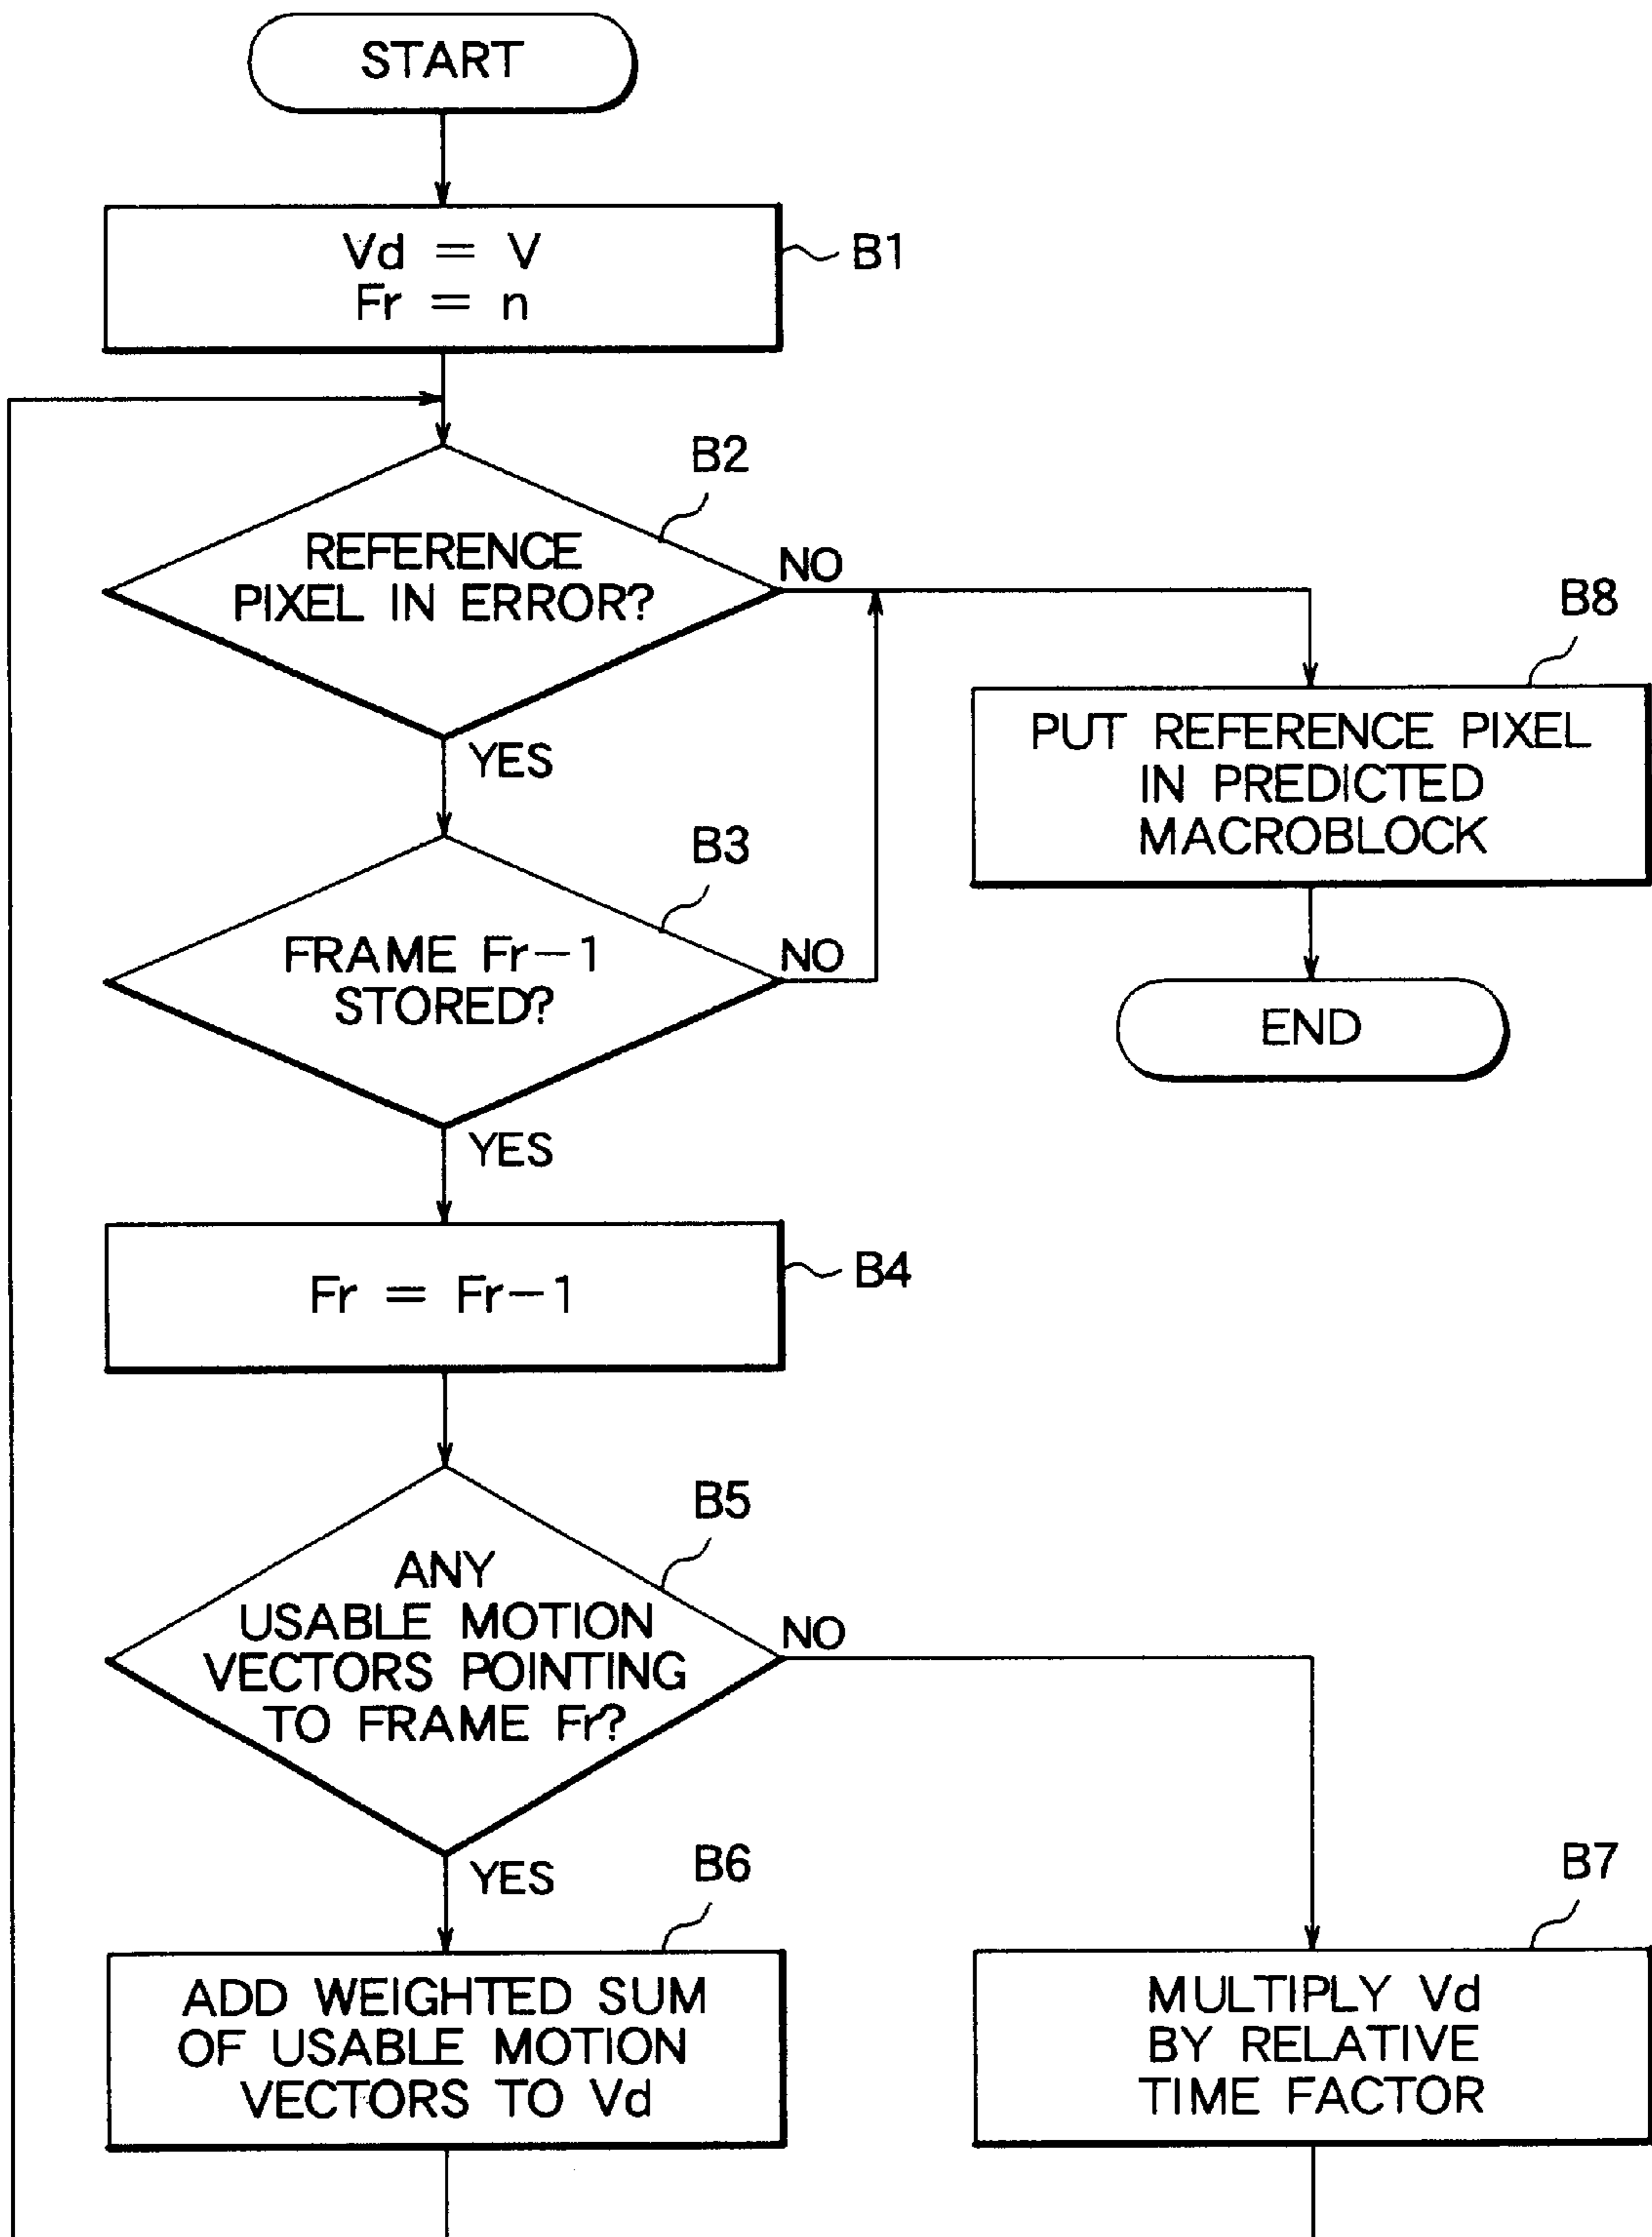 START
Vd = V
Fr = n
B1
B2
REFERENCE
PIXEL IN ERROR?
NO
YES
B8
PUT REFERENCE PIXEL
IN PREDICTED
MACROBLOCK
B3
FRAME Fr-1
STORED?
NO
YES
END
Fr = Fr-1
B4
B5
ANY
USABLE MOTION
VECTORS POINTING
TO FRAME Fr?
NO
YES
B6
ADD WEIGHTED SUM
OF USABLE MOTION
VECTORS TO Vd
B7
MULTIPLY Vd
BY RELATIVE
TIME FACTOR